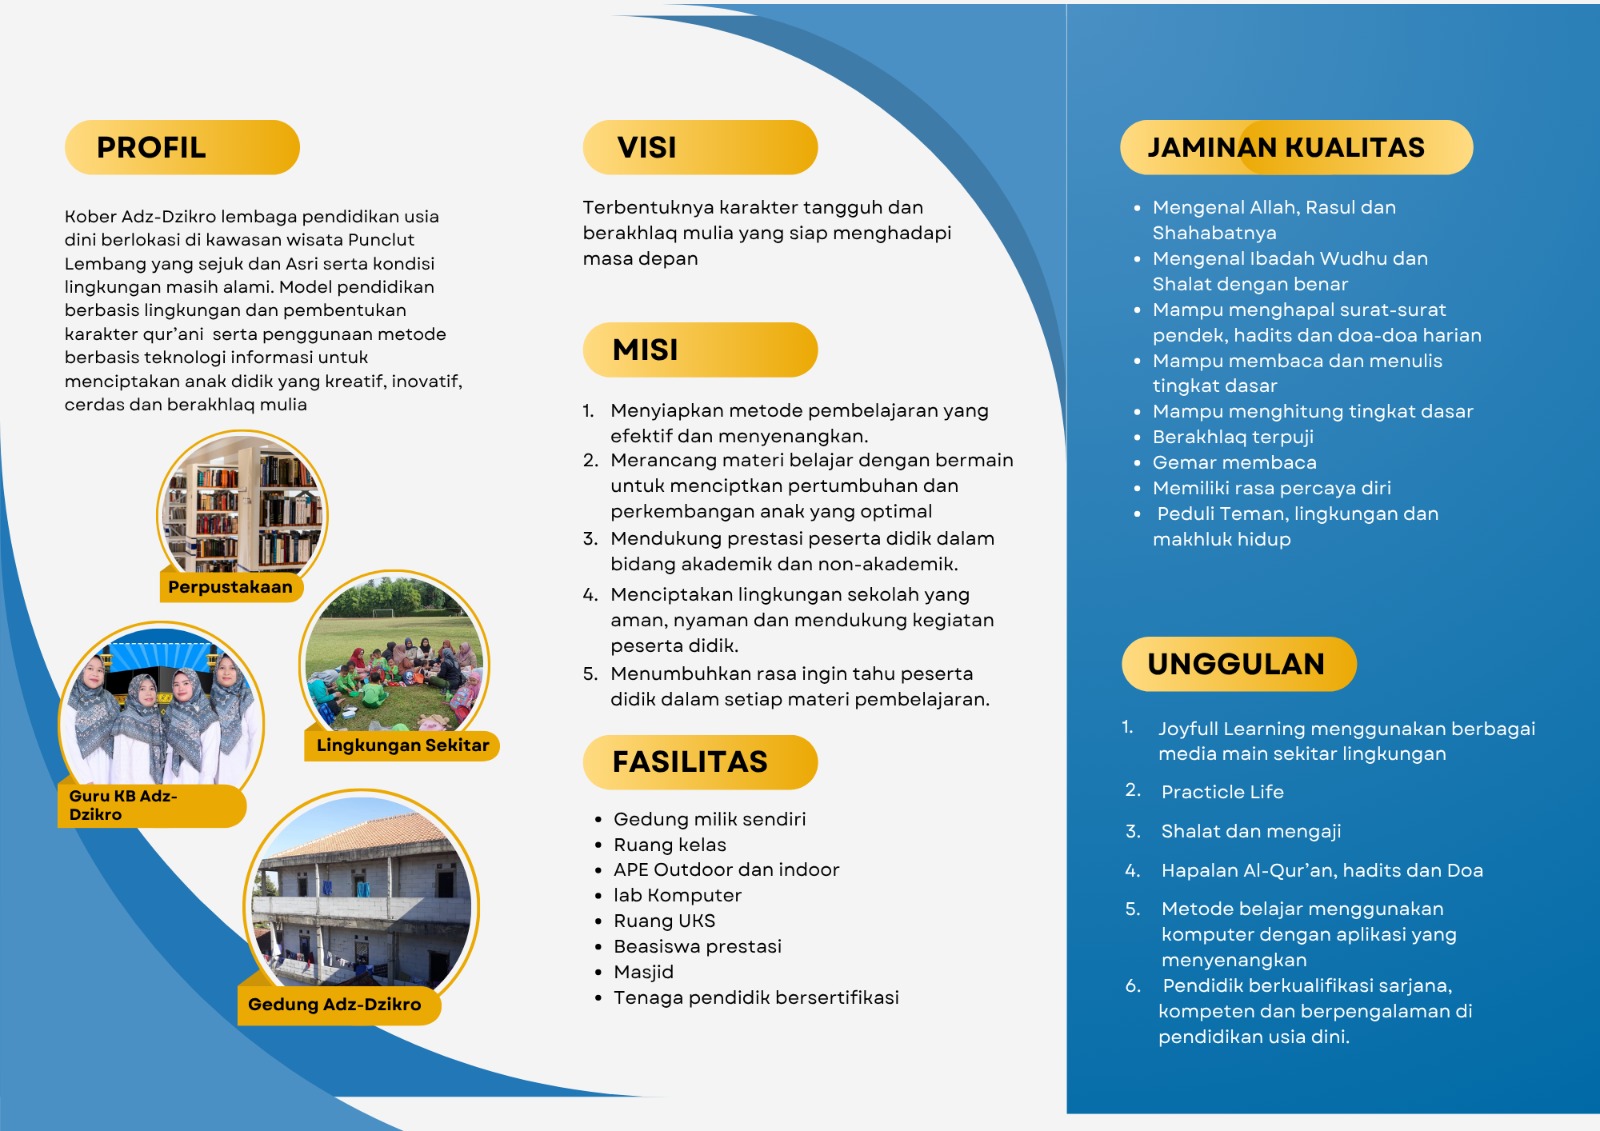 PROFIL
Kober Adz-Dzikro lembaga pendidikan usia
dini berlokasi di kawasan wisata Punclut
Lembang yang sejuk dan Asri serta kondisi
lingkungan masih alami. Model pendidikan
berbasis lingkungan dan pembentukan
karakter qur’ani  serta penggunaan metode
berbasis teknologi informasi untuk
menciptakan anak didik yang kreatif, inovatif,
cerdas dan berakhlaq mulia
Perpustakaan
Lingkungan Sekitar
Guru KB Adz-
Dzikro
Gedung Adz-Dzikro
VISI
Terbentuknya karakter tangguh dan
berakhlaq mulia yang siap menghadapi
masa depan
MISI
1. Menyiapkan metode pembelajaran yang
efektif dan menyenangkan.
2. Merancang materi belajar dengan bermain
untuk menciptkan pertumbuhan dan
perkembangan anak yang optimal
3. Mendukung prestasi peserta didik dalam
bidang akademik dan non-akademik.
4. Menciptakan lingkungan sekolah yang
aman, nyaman dan mendukung kegiatan
peserta didik.
5. Menumbuhkan rasa ingin tahu peserta
didik dalam setiap materi pembelajaran.
FASILITAS
• Gedung milik sendiri
• Ruang kelas
• APE Outdoor dan indoor
• lab Komputer
• Ruang UKS
• Beasiswa prestasi
• Masjid
• Tenaga pendidik bersertifikasi
JAMINAN KUALITAS
• Mengenal Allah, Rasul dan
Shahabatnya
• Mengenal Ibadah Wudhu dan
Shalat dengan benar
• Mampu menghapal surat-surat
pendek, hadits dan doa-doa harian
• Mampu membaca dan menulis
tingkat dasar
• Mampu menghitung tingkat dasar
• Berakhlaq terpuji
• Gemar membaca
• Memiliki rasa percaya diri
• Peduli Teman, lingkungan dan
makhluk hidup
UNGGULAN
1. Joyfull Learning menggunakan berbagai
media main sekitar lingkungan
2. Practicle Life
3. Shalat dan mengaji
4. Hapalan Al-Qur’an, hadits dan Doa
5. Metode belajar menggunakan
komputer dengan aplikasi yang
menyenangkan
6. Pendidik berkualifikasi sarjana,
kompeten dan berpengalaman di
pendidikan usia dini.